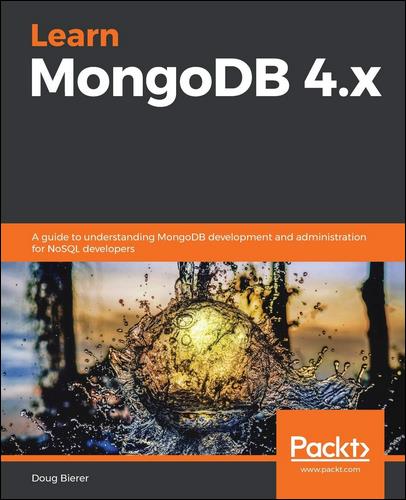 Learn
MongoDB 4.x
A guide to understanding MongoDB development and administration
for NoSQL developers
Packt>
www.packt.com
Doug Bierer